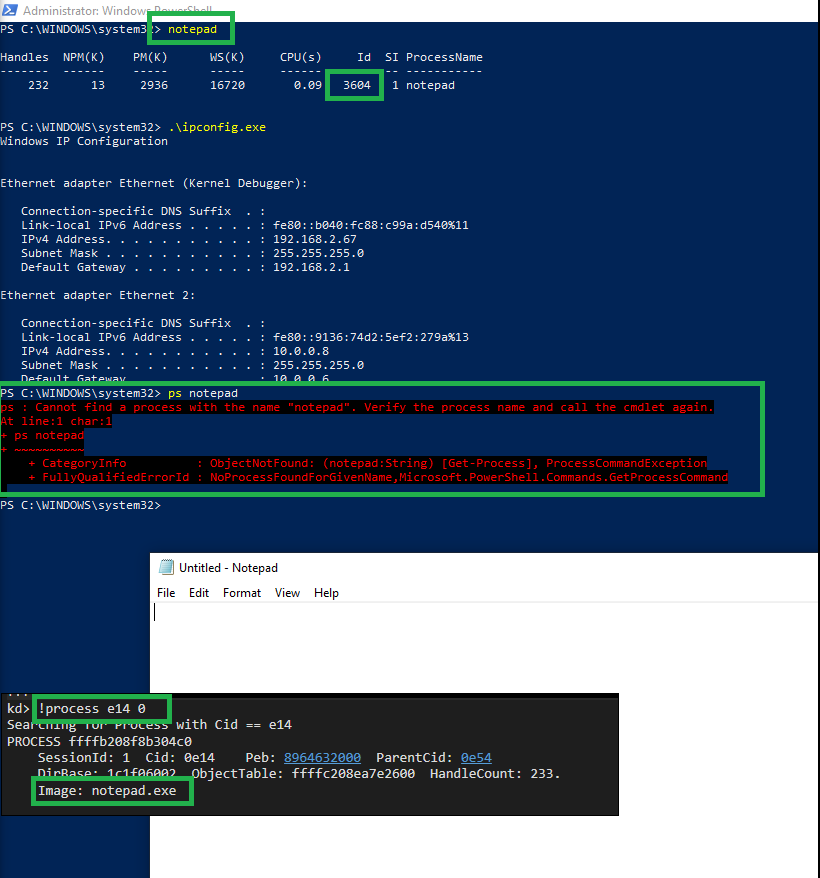 Administrator: Windows PowerShell
PS C:\WINDOWS\system32> notepad
Handles  NPM(K)    PM(K)      WS(K)     CPU(s)     Id  SI ProcessName
-------  ------    -----      -----     ------     --  -- -----------
    232      13     2936      16720       0.09   3604   1 notepad
PS C:\WINDOWS\system32> .\ipconfig.exe
Windows IP Configuration
Ethernet adapter Ethernet (Kernel Debugger):
   Connection-specific DNS Suffix  . :
   Link-local IPv6 Address . . . . . : fe80::b040:fc88:c99a:d540%11
   IPv4 Address. . . . . . . . . . . : 192.168.2.67
   Subnet Mask . . . . . . . . . . . : 255.255.255.0
   Default Gateway . . . . . . . . . : 192.168.2.1
Ethernet adapter Ethernet 2:
   Connection-specific DNS Suffix  . :
   Link-local IPv6 Address . . . . . : fe80::9136:74d2:5ef2:279a%13
   IPv4 Address. . . . . . . . . . . : 10.0.0.8
   Subnet Mask . . . . . . . . . . . : 255.255.255.0
   Default Gateway . . . . . . . . . : 10.0.0.6
PS C:\WINDOWS\system32> ps notepad
ps : Cannot find a process with the name "notepad". Verify the process name and call the cmdlet again.
At line:1 char:1
+ ps notepad
+ ~~~~~~~~~~
    + CategoryInfo          : ObjectNotFound: (notepad:String) [Get-Process], ProcessCommandException
    + FullyQualifiedErrorId : NoProcessFoundForGivenName,Microsoft.PowerShell.Commands.GetProcessCommand
PS C:\WINDOWS\system32>
Untitled - Notepad
File Edit Format View Help
kd> !process e14 0
Searching for Process with Cid == e14
PROCESS ffffb208f8b304c0
    SessionId: 1  Cid: 0e14    Peb: 8964632000  ParentCid: 0e54
    DirBase: 1c1f06002  ObjectTable: ffffc208ea7e2600  HandleCount: 233.
    Image: notepad.exe